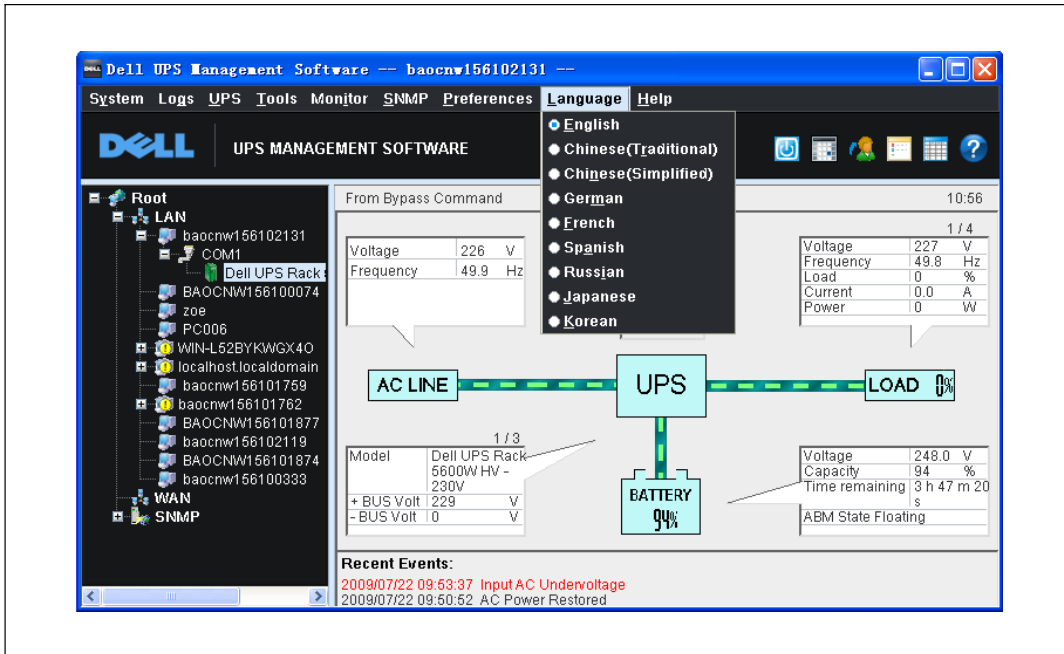 Dell UPS Management Software -- baocnw156102131 --
System Logs UPS Tools Monitor SNMP Preferences Language Help
DELL
UPS MANAGEMENT SOFTWARE
English
Chinese(Traditional)
Chinese(Simplified)
German
French
Spanish
Russian
Japanese
Korean
Root
LAN
baocnw156102131
COM1
Dell UPS Rack
BAOCNW156100074
zoe
PC006
WIN-L52BYKWGX4O
localhost.localdomain
baocnw156101759
baocnw156101762
BAOCNW156101877
baocnw156102119
BAOCNW156101874
baocnw156100333
WAN
SNMP
From Bypass Command
10:56
Voltage 226 V
Frequency 49.9 Hz
1 / 4
Voltage 227 V
Frequency 49.8 Hz
Load 0 %
Current 0.0 A
Power 0 W
AC LINE
UPS
LOAD 0%
1 / 3
Model Dell UPS Rack
5600W HV -
230V
+ BUS Volt 229 V
- BUS Volt 0 V
BATTERY
94%
Voltage 248.0 V
Capacity 94 %
Time remaining 3 h 47 m 20
s
ABM State Floating
Recent Events:
2009/07/22 09:53:37 Input AC Undervoltage
2009/07/22 09:50:52 AC Power Restored